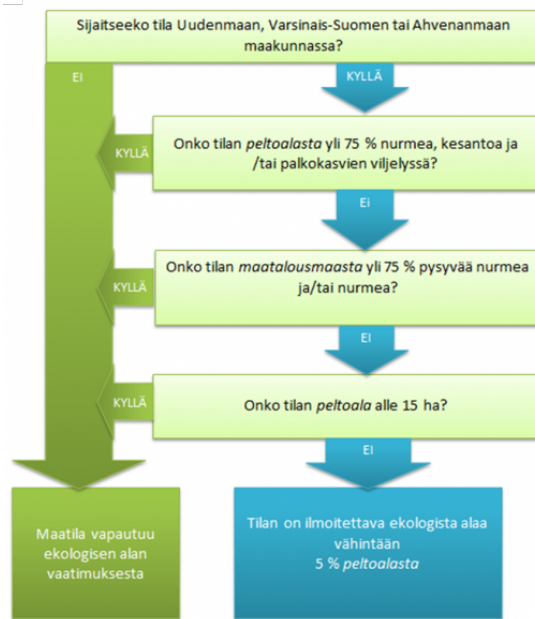 Sijaitseeko tila Uudenmaan, Varsinais-Suomen tai Ahvenanmaan
maakunnassa?
EI
KYLLÄ
Onko tilan peltoalasta yli 75 % nurmea, kesantoa ja
/tai palkokasvien viljelyssä?
KYLLÄ
Ei
Onko tilan maatalousmaasta yli 75 % pysyvää nurmea
ja/tai nurmea?
KYLLÄ
EI
Onko tilan peltoala alle 15 ha?
KYLLÄ
EI
Maatila vapautuu
ekologisen alan
vaatimuksesta
Tilan on ilmoitettava ekologista alaa
vähintään
5 % peltoalasta